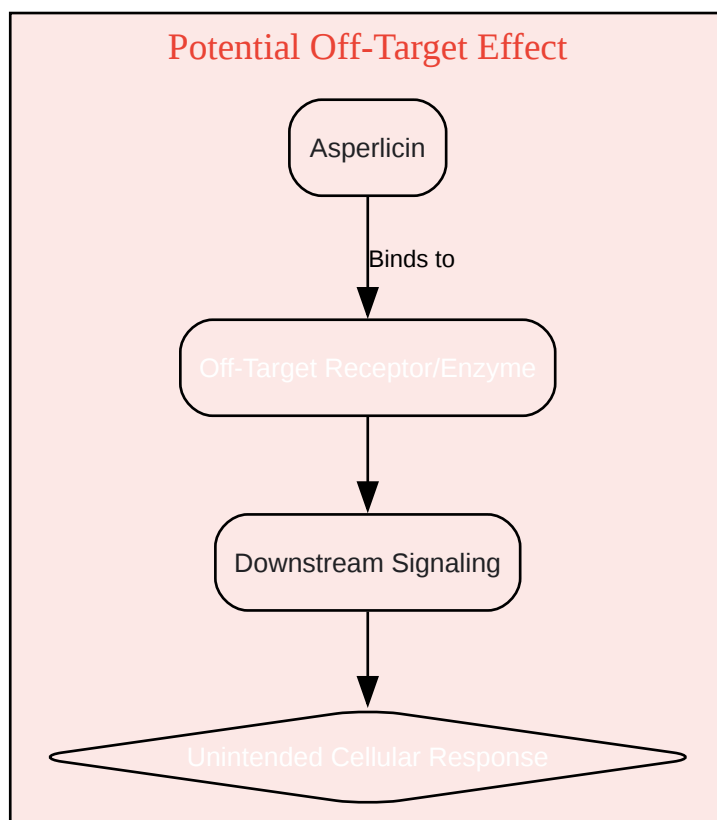 Potential Off-Target Effect
Asperlicin
Binds to
Off-Target Receptor/Enzyme
Downstream Signaling
Unintended Cellular Response